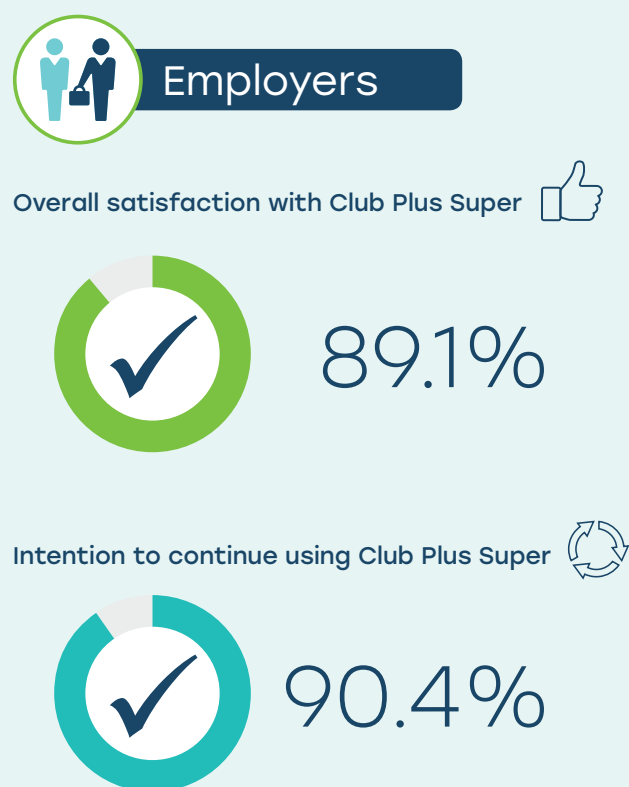 Employers
Overall satisfaction with Club Plus Super
89.1%
Intention to continue using Club Plus Super
90.4%